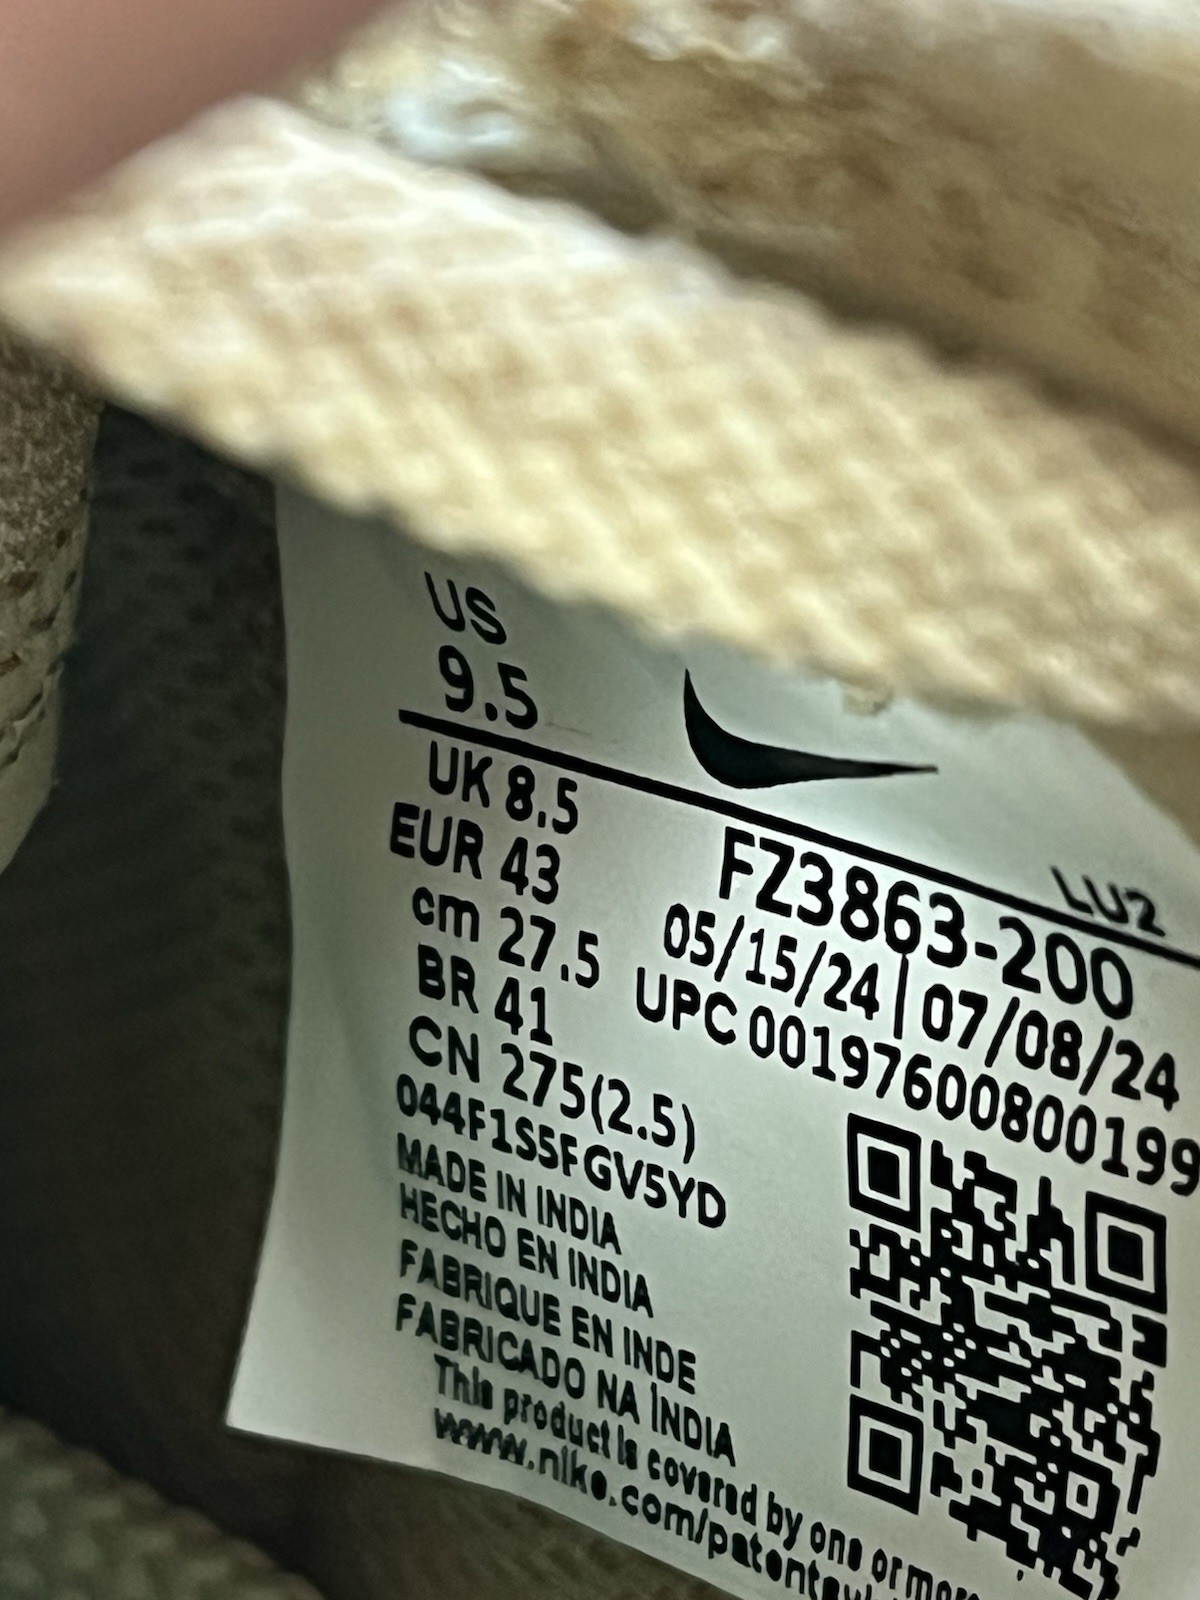 US
9.5
LU2
UK 8.5
EUR 43
cm 27.5
BR 41
CN 275(2.5)
FZ3863-200
05/15/24|07/08/24
UPC 00197600800199
044F1S5FGV5YD
MADE IN INDIA
HECHO EN INDIA
FABRIQUE EN INDE
FABRICADO NA ÍNDIA
This product is covered by one or more
www.nike.com/patents